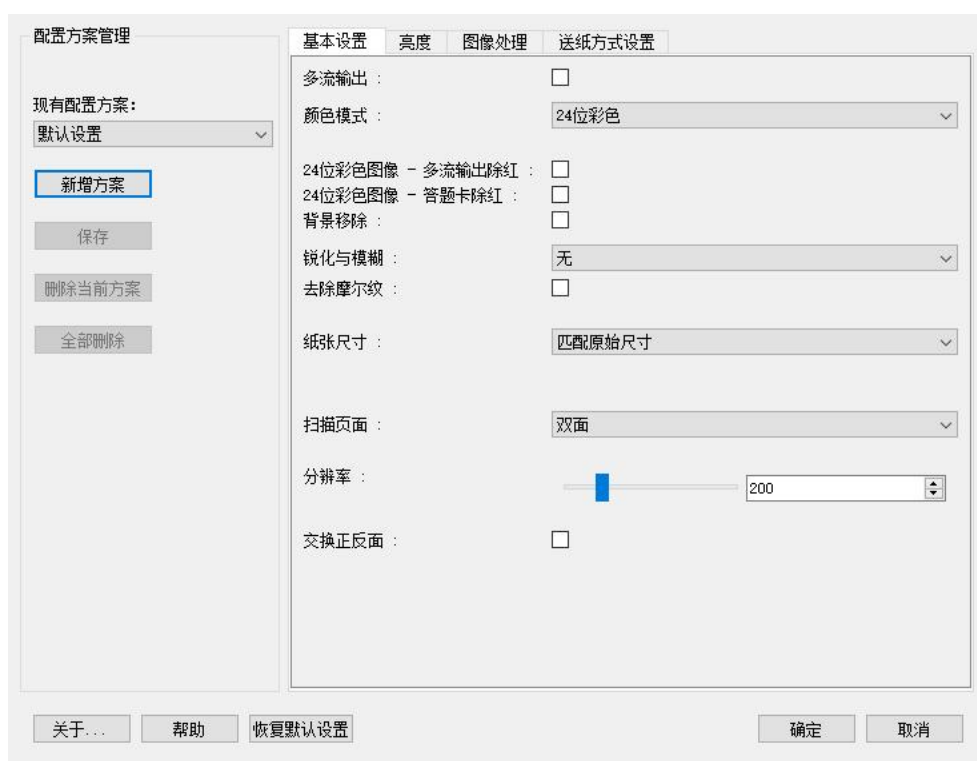 配置方案管理
现有配置方案：
默认设置
新增方案
保存
删除当前方案
全部删除
基本设置 亮度 图像处理 送纸方式设置
多流输出 :
颜色模式 : 24位彩色
24位彩色图像 - 多流输出除红 :
24位彩色图像 - 答题卡除红 :
背景移除 :
锐化与模糊 : 无
去除摩尔纹 :
纸张尺寸 : 匹配原始尺寸
扫描页面 : 双面
分辨率 : 200
交换正反面 :
关于... 帮助 恢复默认设置 确定 取消